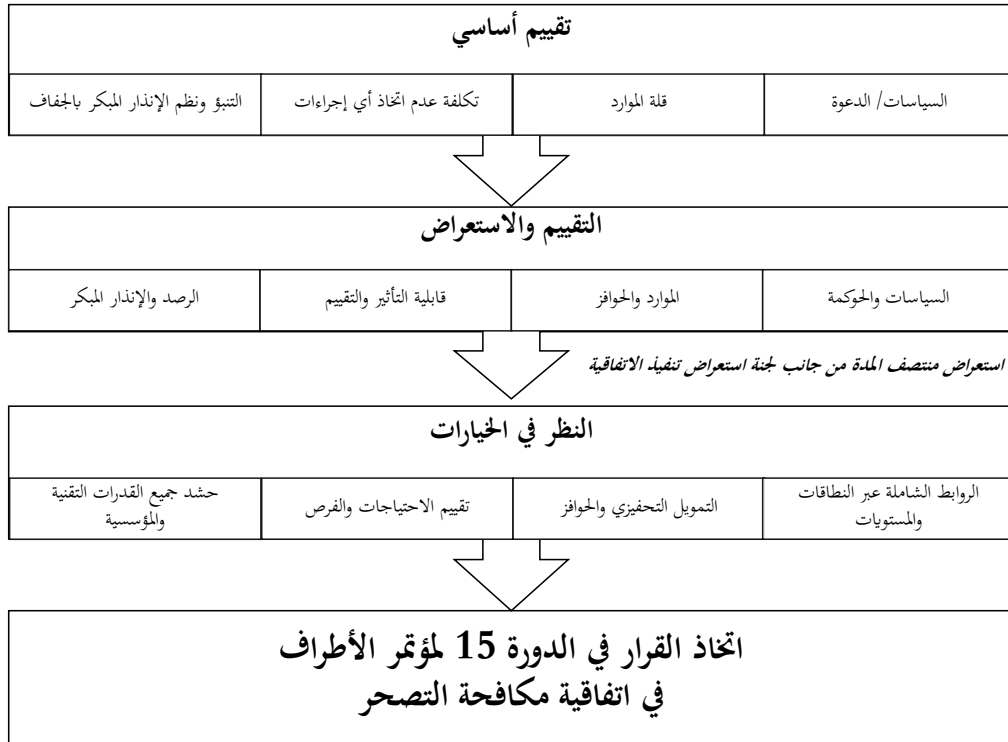 تقييم أساسي
السياسات/ الدعوة
قلة الموارد
تكلفة عدم اتخاذ أي إجراءات
التنبؤ ونظم الإنذار المبكر بالجفاف
التقييم والاستعراض
السياسات والحوكمة
الموارد والحوافز
قابلية التأثير والتقييم
الرصد والإنذار المبكر
استعراض منتصف المدة من جانب لجنة استعراض تنفيذ الاتفاقية
النظر في الخيارات
الروابط الشاملة عبر النطاقات
والمستويات
التمويل التحفيزي والحوافز
تقييم الاحتياجات والفرص
حشد جميع القدرات التقنية
والمؤسسية
اتخاذ القرار في الدورة 15 لمؤتمر الأطراف
في اتفاقية مكافحة التصحر